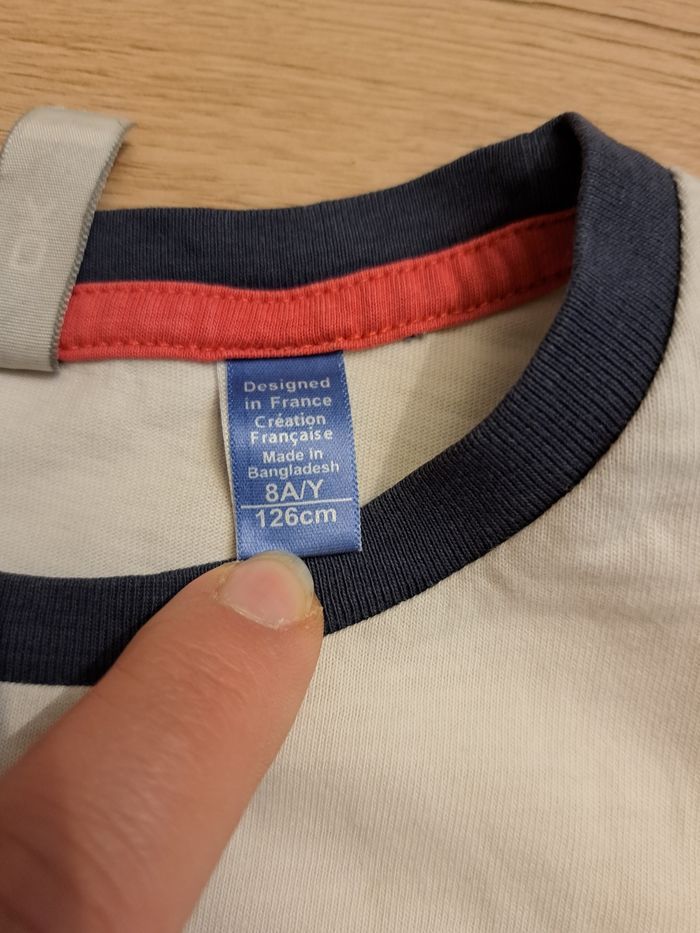 Designed
in France
Création
Française
Made in
Bangladesh
8A/Y
126cm